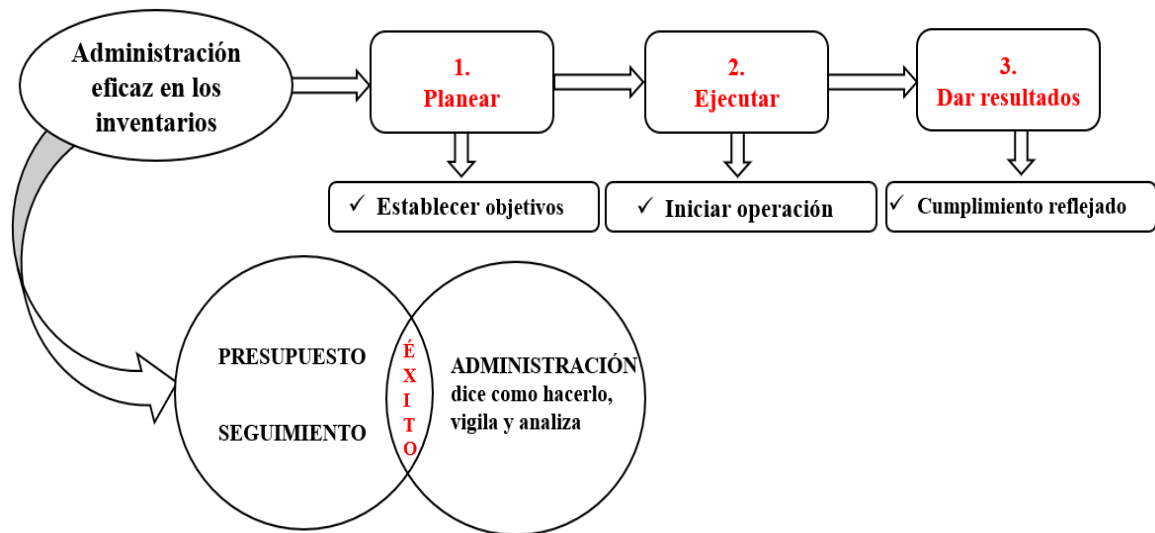 Administración
eficaz en los
inventarios
1.
Planear
2.
Ejecutar
3.
Dar resultados
✓ Establecer objetivos
✓ Iniciar operación
✓ Cumplimiento reflejado
PRESUPUESTO
SEGUIMIENTO
É
X
I
T
O
ADMINISTRACIÓN
dice como hacerlo,
vigila y analiza